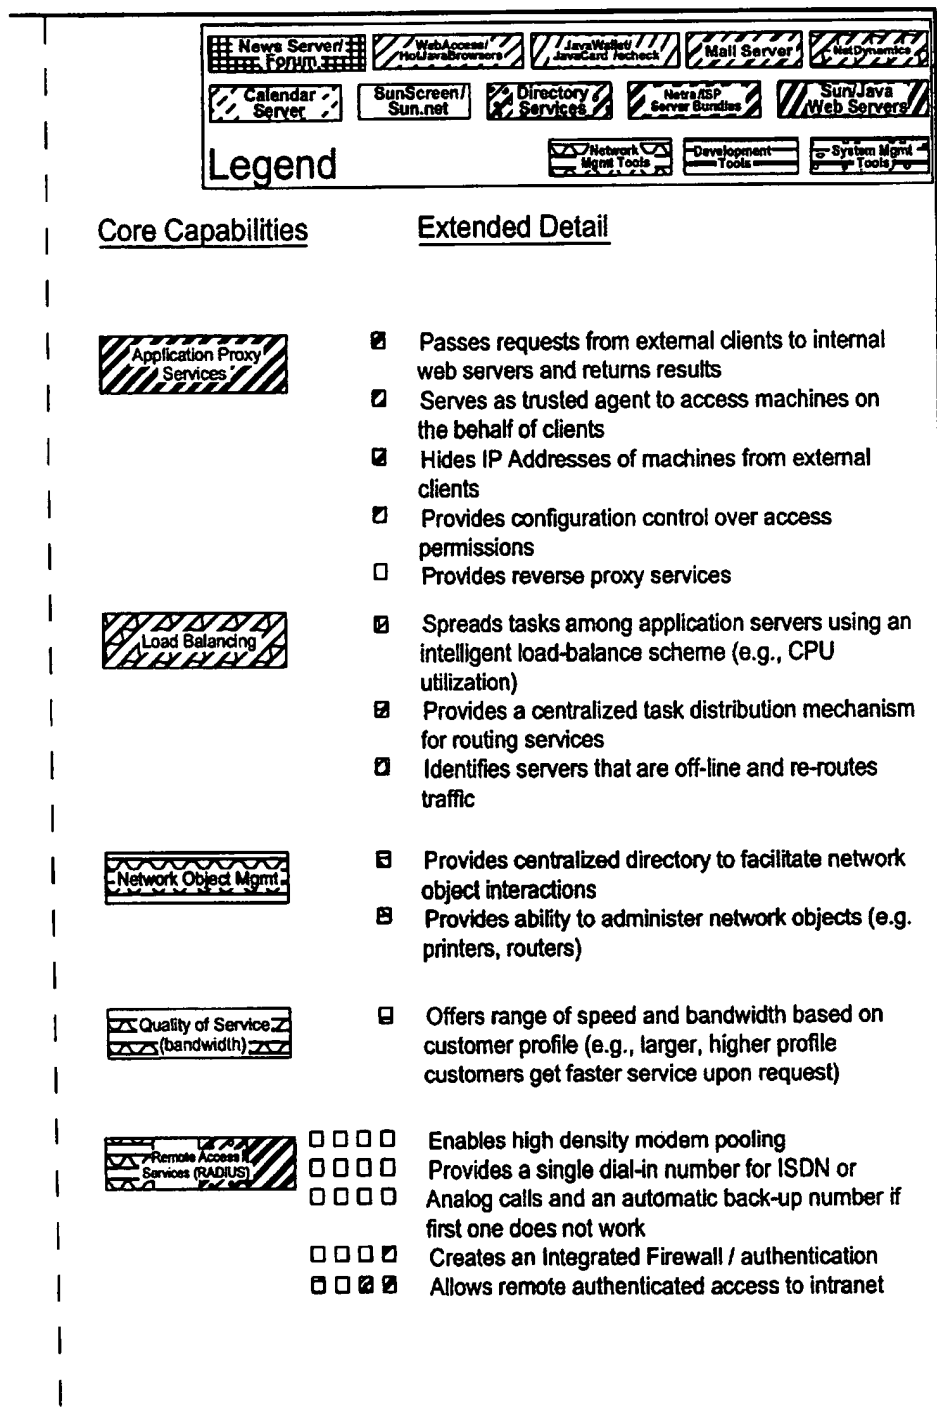 News Server/ Forum
WebAccess/ HotJavaBrowsers
JavaWallet/ JavaCard /echeck
Mail Server
NetDynamics
Calendar Server
SunScreen/ Sun.net
Directory Services
Netra/ISP Server Bundles
Sun/Java Web Servers
Legend
Network Mgmt Tools
Development Tools
System Mgmt Tools
Core Capabilities
Extended Detail
Application Proxy
Services
Passes requests from external clients to internal
web servers and returns results
Serves as trusted agent to access machines on
the behalf of clients
Hides IP Addresses of machines from external
clients
Provides configuration control over access
permissions
Provides reverse proxy services
Load Balancing
Spreads tasks among application servers using an
intelligent load-balance scheme (e.g., CPU
utilization)
Provides a centralized task distribution mechanism
for routing services
Identifies servers that are off-line and re-routes
traffic
Network Object Mgmt
Provides centralized directory to facilitate network
object interactions
Provides ability to administer network objects (e.g.
printers, routers)
Quality of Service
(bandwidth)
Offers range of speed and bandwidth based on
customer profile (e.g., larger, higher profile
customers get faster service upon request)
Remote Access
Services (RADIUS)
Enables high density modem pooling
Provides a single dial-in number for ISDN or
Analog calls and an automatic back-up number if
first one does not work
Creates an Integrated Firewall / authentication
Allows remote authenticated access to intranet